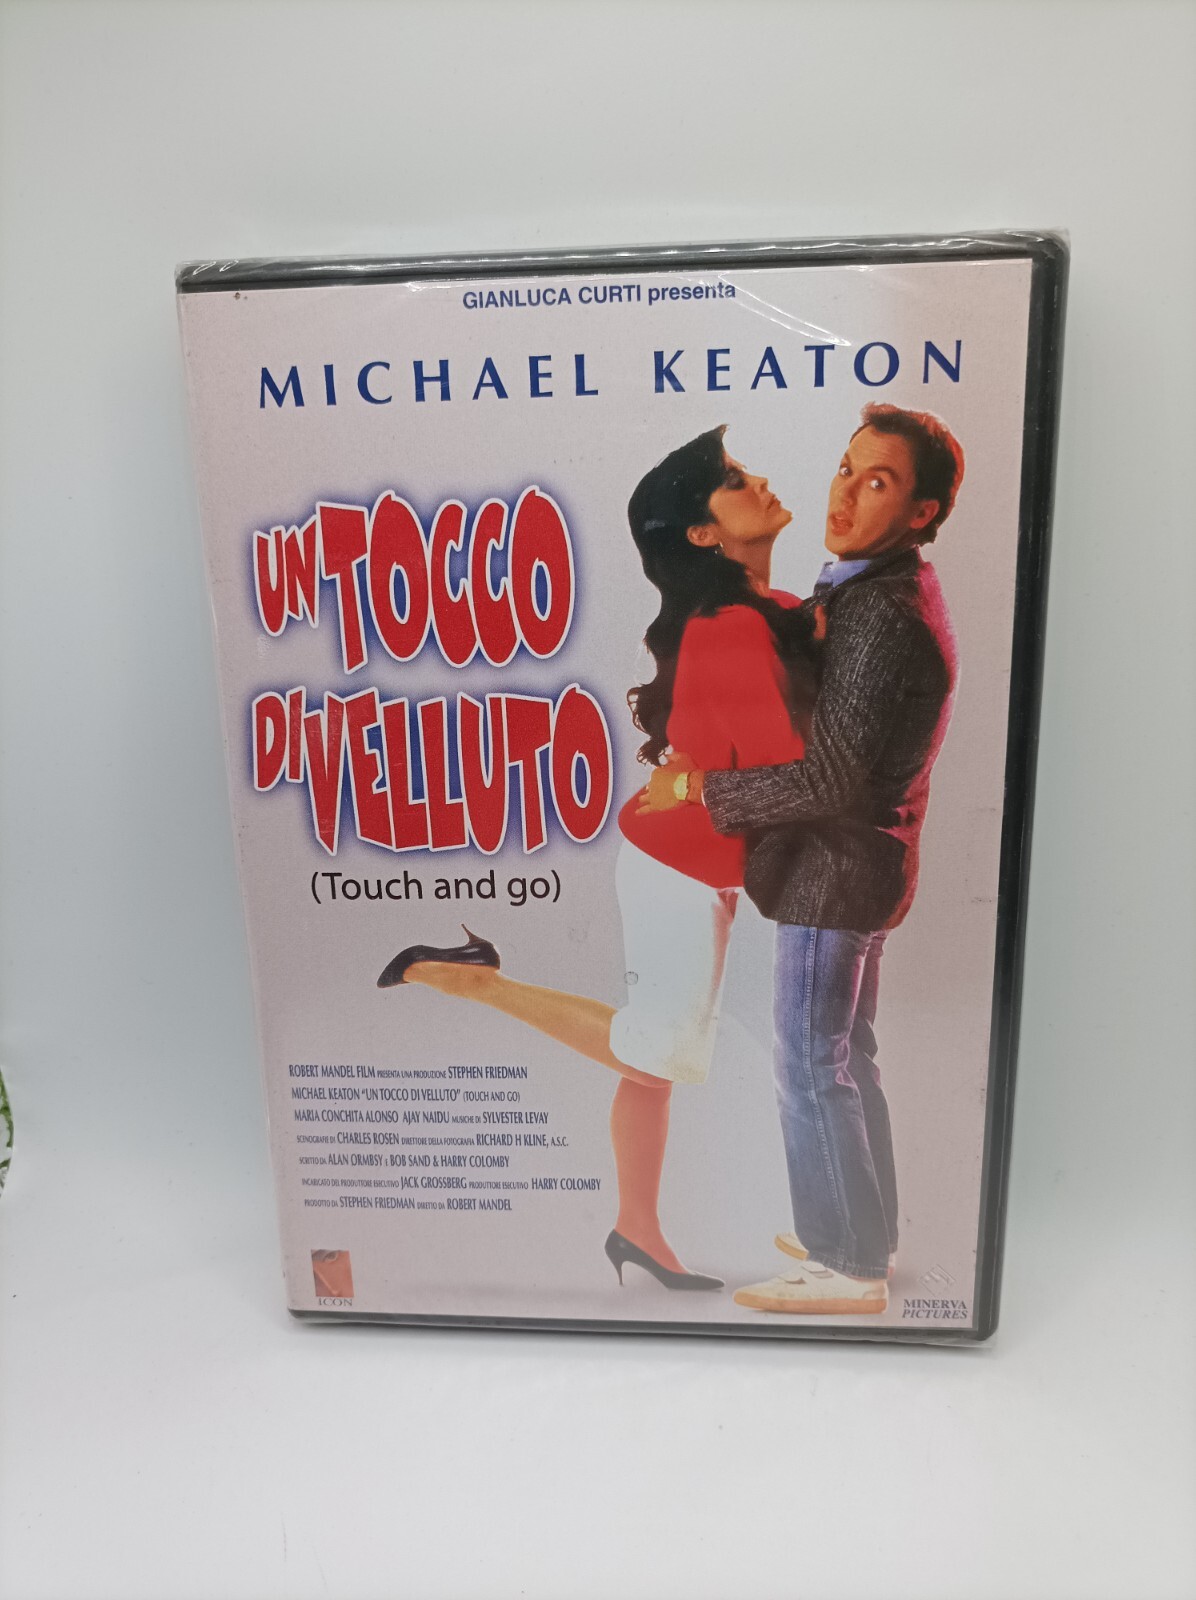 GIANLUCA CURTI presenta
MICHAEL KEATON
UN TOCCO
DI VELLUTO
(Touch and go)
ROBERT MANDEL FILM PRESENTA UNA PRODUZIONE STEPHEN FRIEDMAN
MICHAEL KEATON "UN TOCCO DI VELLUTO" (TOUCH AND GO)
MARIA CONCHITA ALONSO AJAY NAIDU MUSICHE DI SYLVESTER LEVAY
SCENOGRAFIE DI CHARLES ROSEN DIRETTORE DELLA FOTOGRAFIA RICHARD H KLINE, A.S.C.
SCRITTO DA ALAN ORMBSY E BOB SAND & HARRY COLOMBY
INCARICATO DEL PRODUTTORE ESECUTIVO JACK GROSSBERG PRODUTTORE ESECUTIVO HARRY COLOMBY
PRODOTTO DA STEPHEN FRIEDMAN DIRETTO DA ROBERT MANDEL
ICON
MINERVA
PICTURES